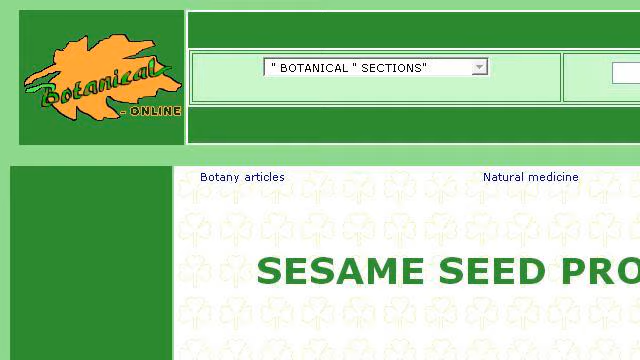 Botanical
- ONLINE
" BOTANICAL " SECTIONS"
Botany articles
Natural medicine
SESAME SEED PRO